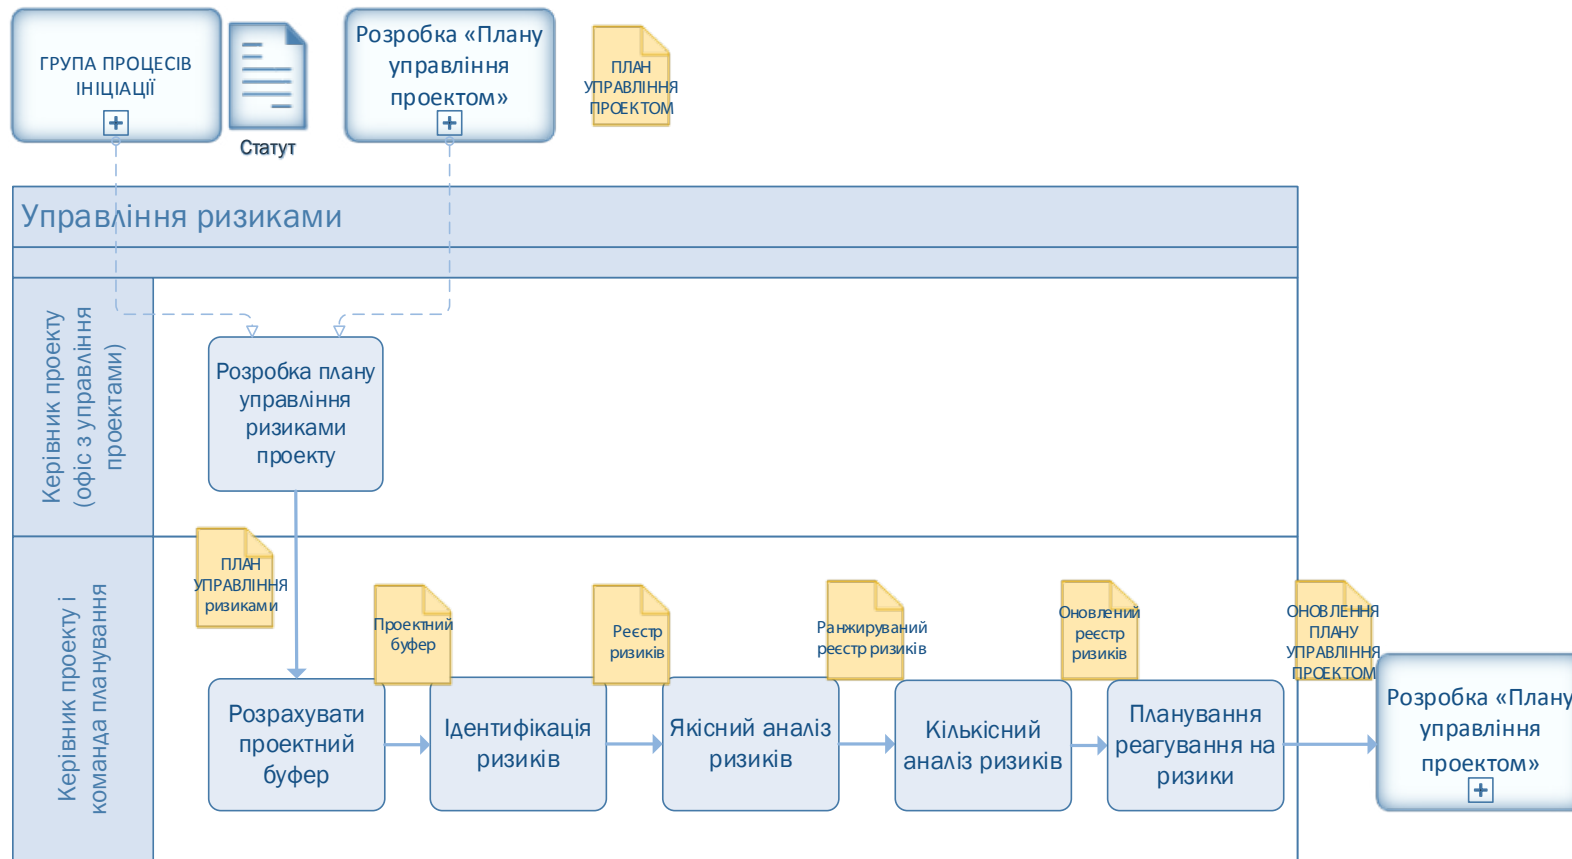 ГРУПА ПРОЦЕСІВ
ІНІЦІАЦІЇ
Статут
Розробка «Плану
управління
проектом»
ПЛАН
УПРАВЛІННЯ
ПРОЕКТОМ
Управління ризиками
Керівник проекту
(офіс з управління
проектами)
Розробка плану
управління
ризиками
проекту
Керівник проекту і
команда планування
ПЛАН
УПРАВЛІННЯ
ризиками
Проектний
буфер
Реєстр
ризиків
Ранжируваний
реєстр ризиків
Оновлений
реєстр
ризиків
ОНОВЛЕННЯ
ПЛАНУ
УПРАВЛІННЯ
ПРОЕКТОМ
Розрахувати
проектний
буфер
Ідентифікація
ризиків
Якісний аналіз
ризиків
Кількісний
аналіз ризиків
Планування
реагування на
ризики
Розробка «Плану
управління
проектом»